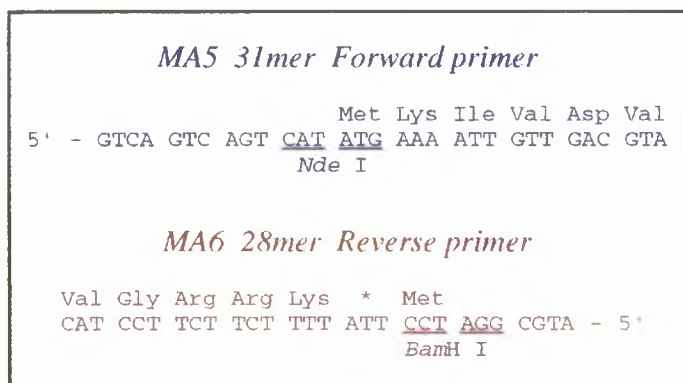 MA5 31mer Forward primer
Met Lys Ile Val Asp Val
5' - GTCA GTC AGT CAT ATG AAA ATT GTT GAC GTA
Nde I
MA6 28mer Reverse primer
Val Gly Arg Arg Lys * Met
CAT CCT TCT TCT TTT ATT CCT AGG CGTA - 5'
BamH I